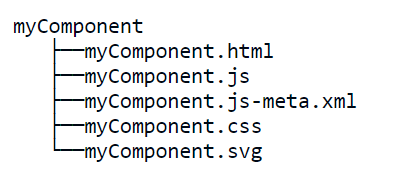 myComponent
├──myComponent.html
├──myComponent.js
├──myComponent.js-meta.xml
├──myComponent.css
└──myComponent.svg